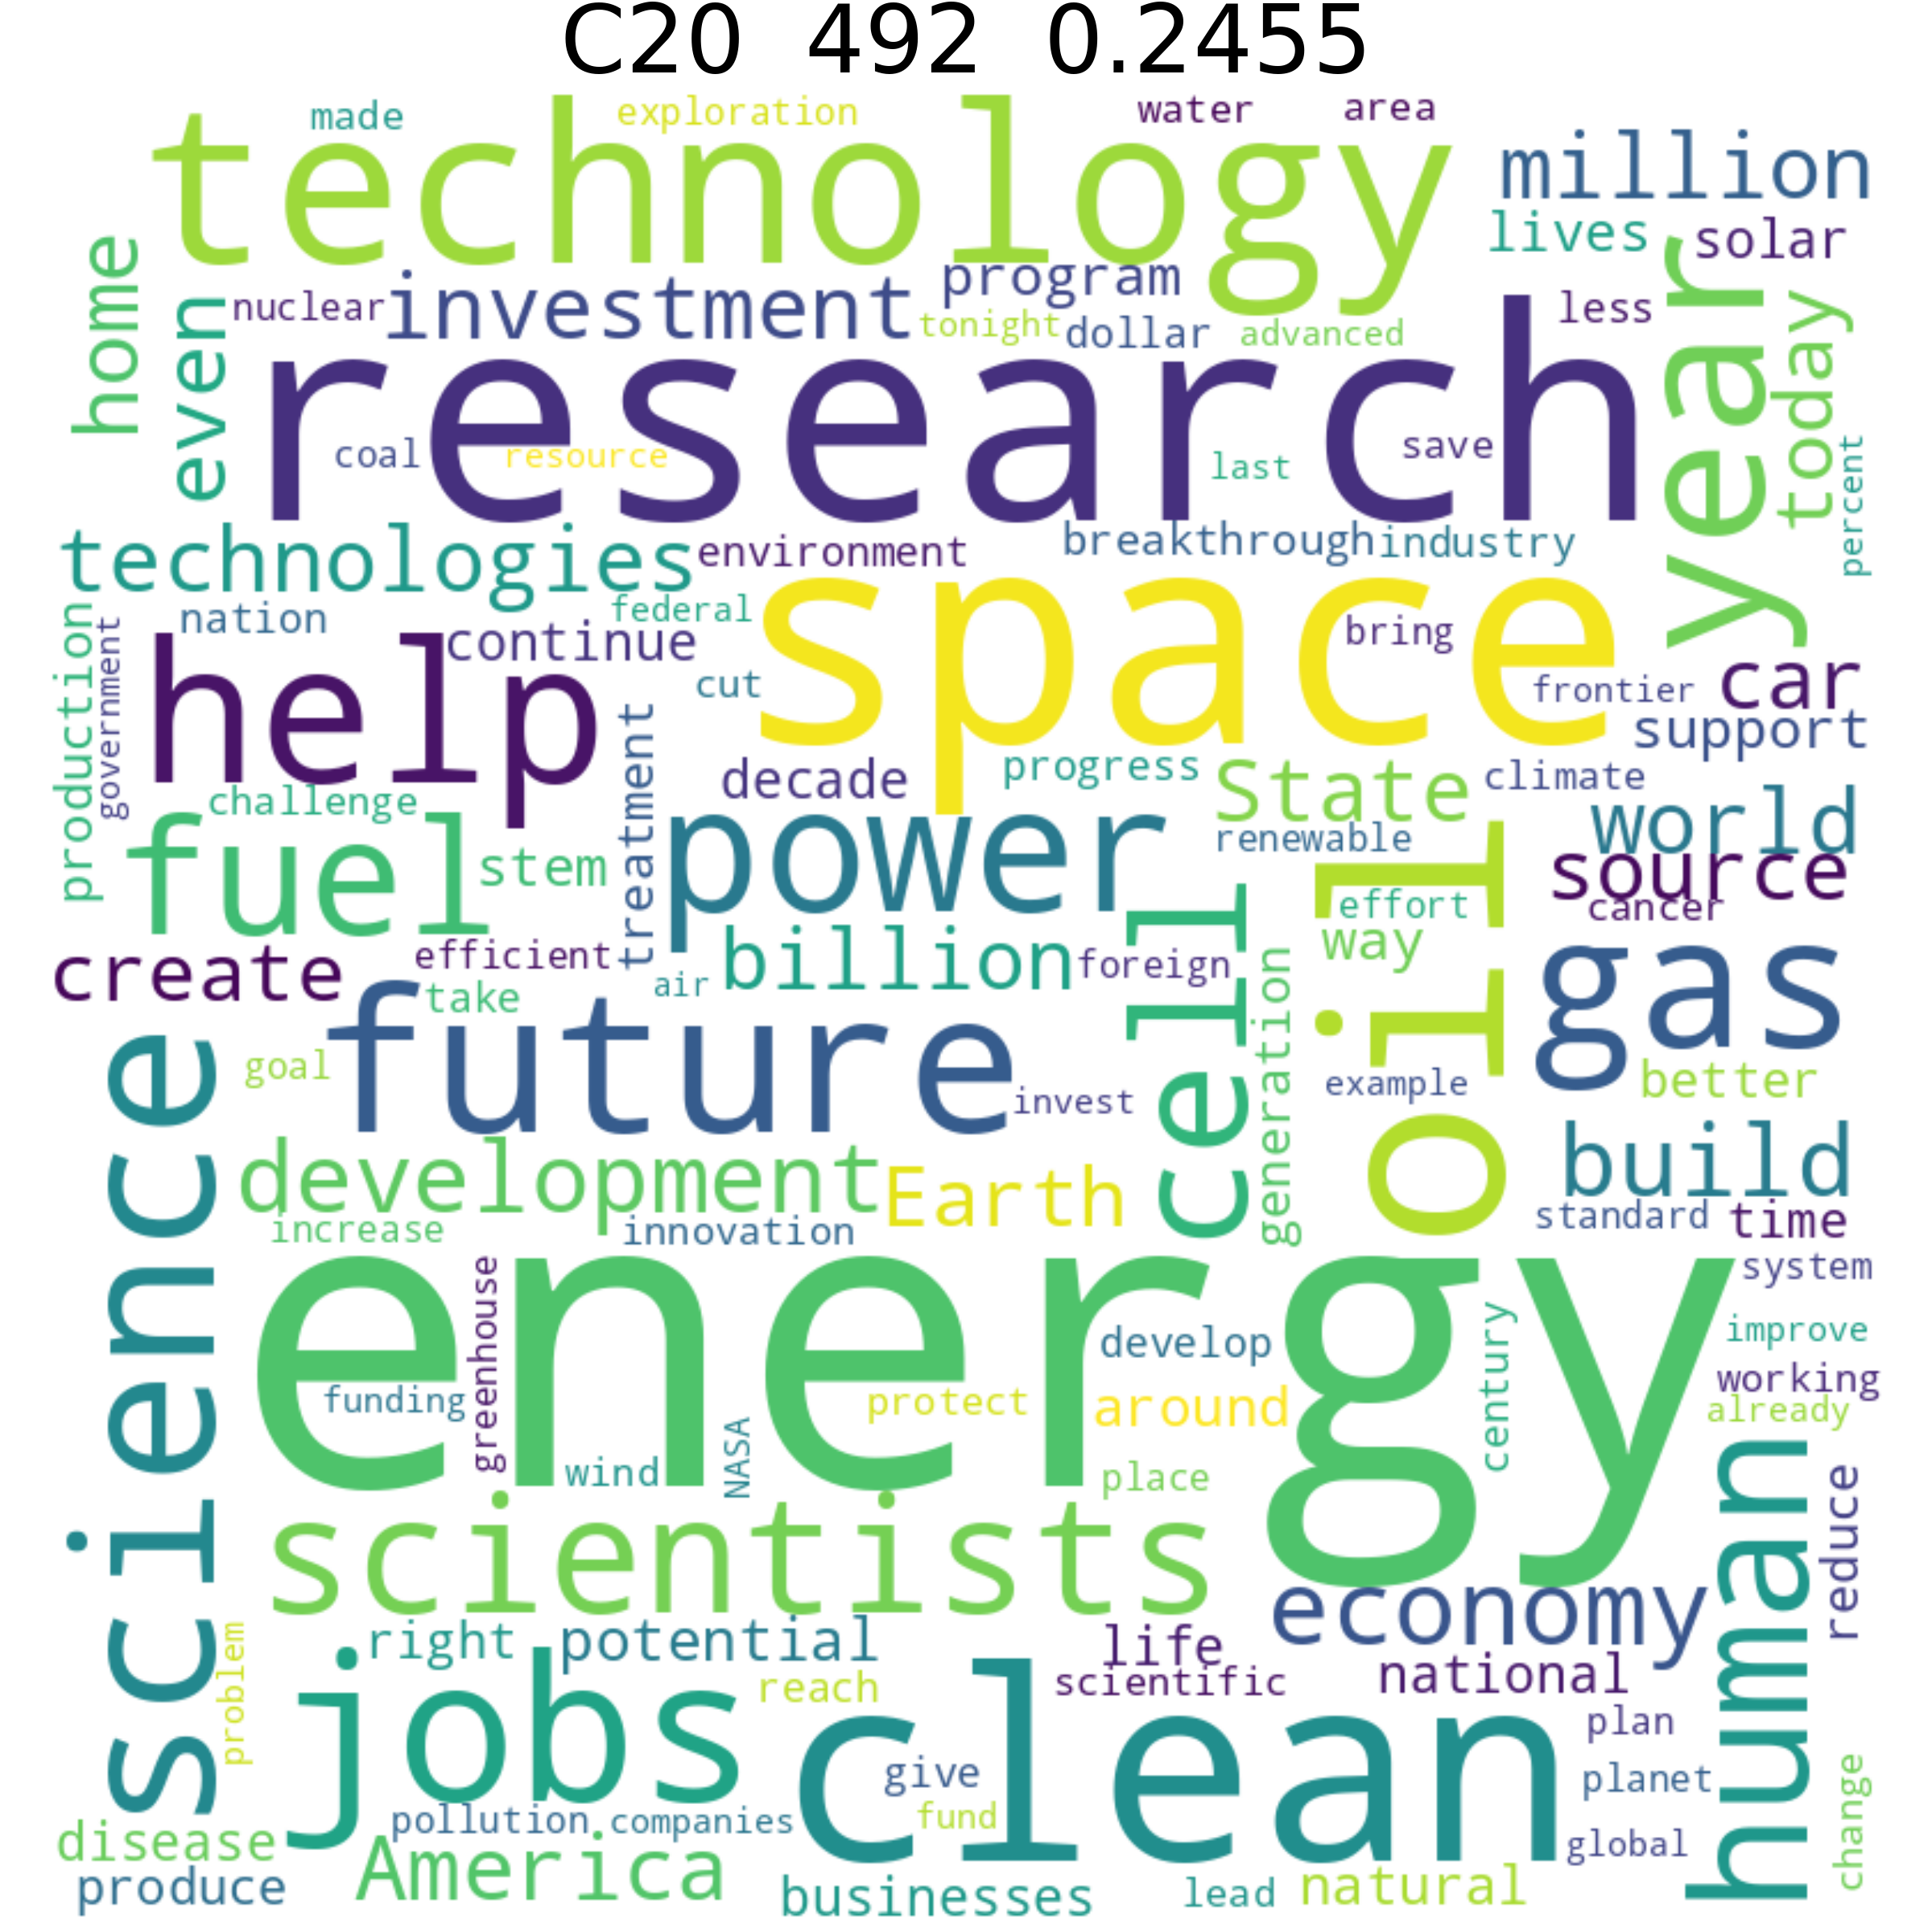 C20 492 0.2455
made
exploration
water
area
technology
million
lives
solar
home
even
nuclear
investment
program
tonight
dollar
advanced
less
year
today
percent
research
coal
resource
last
save
technologies
environment
breakthrough
industry
production
government
nation
federal
space
bring
help
continue
cut
frontier
car
support
treatment
decade
progress
State
climate
challenge
world
fuel
stem
power
renewable
source
cell
oil
effort
cancer
way
create
efficient
air
billion
foreign
generation
gas
take
science
goal
future
invest
example
better
development
Earth
build
increase
innovation
standard
time
energy
greenhouse
system
develop
century
improve
funding
protect
around
working
already
wind
NASA
place
human
reduce
scientists
economy
problem
right
potential
life
scientific
national
jobs
reach
clean
plan
give
planet
change
pollution
companies
fund
disease
global
America
produce
businesses
lead
natural